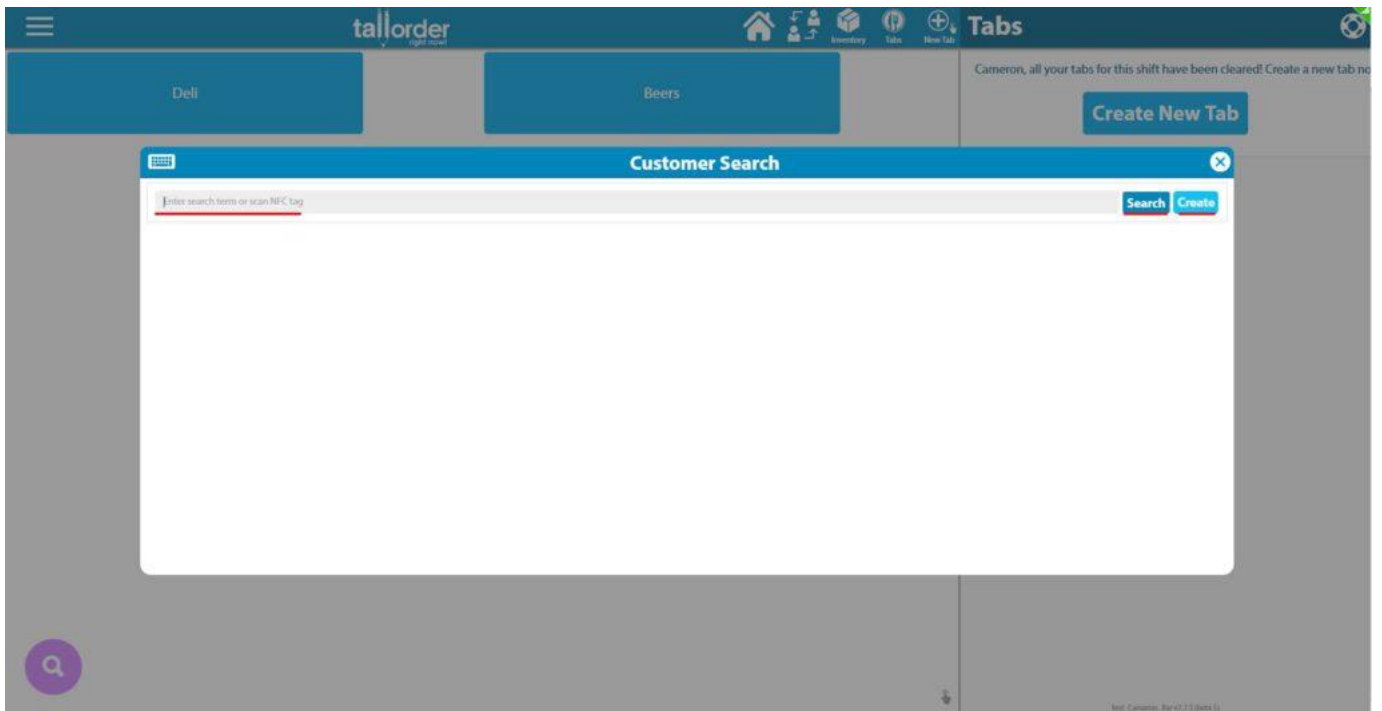 tallorder
right now!
Inventory
Tabs
New Tab
Tabs
Cameron, all your tabs for this shift have been cleared! Create a new tab no
Create New Tab
Deli
Beers
Customer Search
Enter search term or scan NFC tag
Search
Create